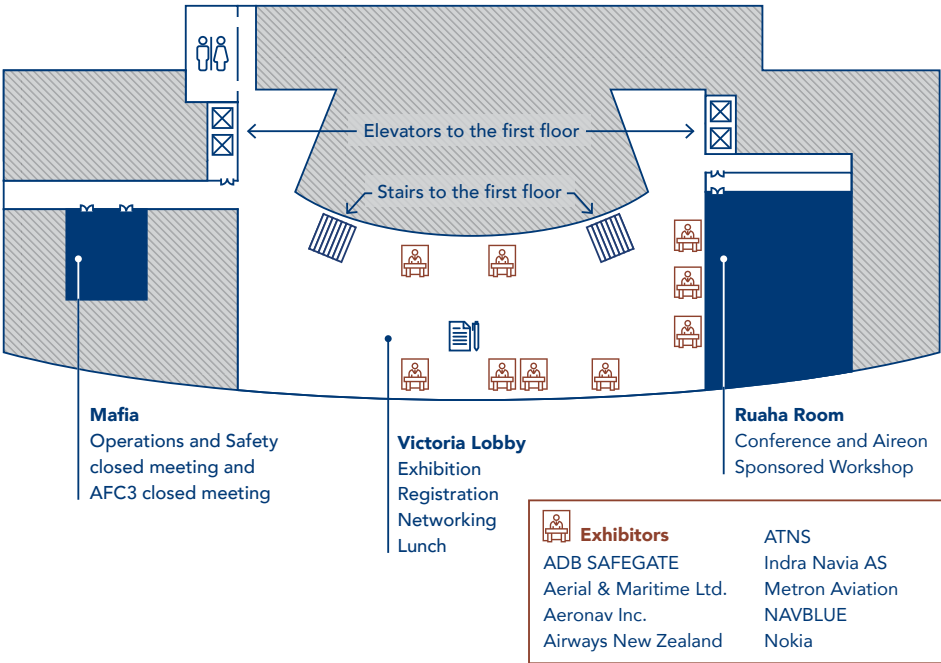 Elevators to the first floor
Stairs to the first floor
Mafia
Operations and Safety
closed meeting and
AFC3 closed meeting
Victoria Lobby
Exhibition
Registration
Networking
Lunch
Ruaha Room
Conference and Aireon
Sponsored Workshop
Exhibitors
ADB SAFEGATE
Aerial & Maritime Ltd.
Aeronav Inc.
Airways New Zealand
ATNS
Indra Navia AS
Metron Aviation
NAVBLUE
Nokia